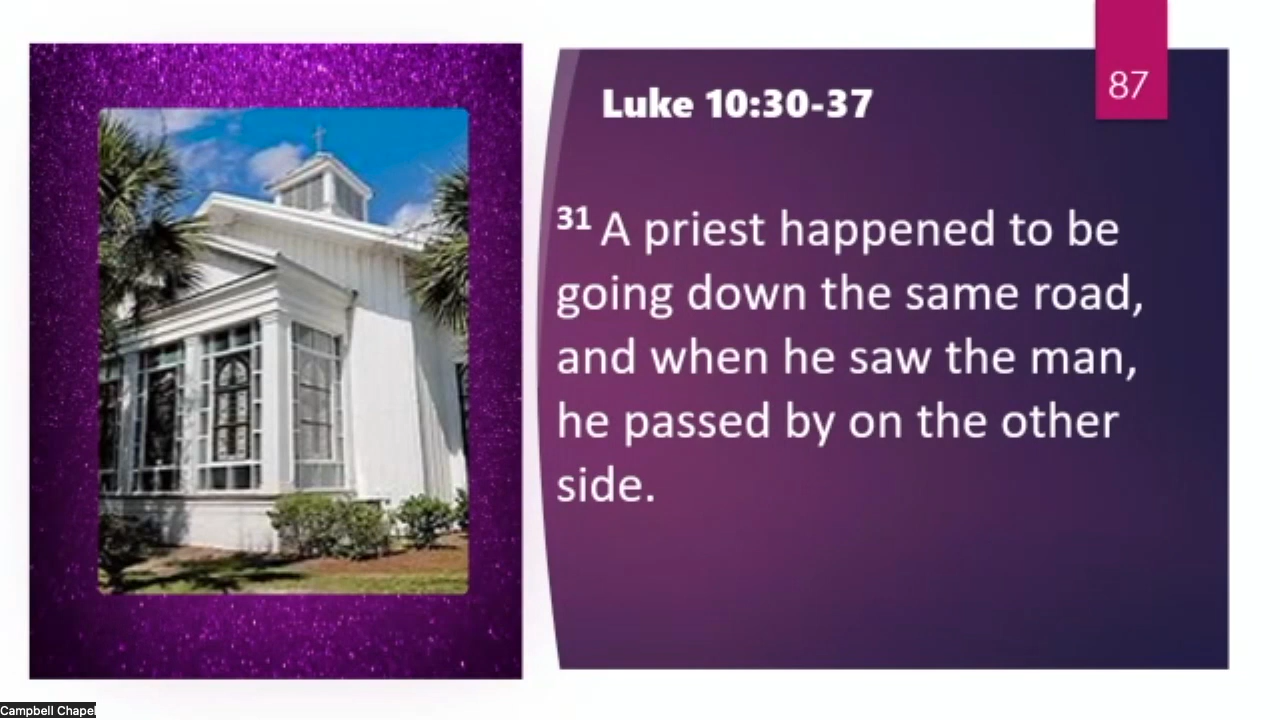 87
Luke 10:30-37
31 A priest happened to be
going down the same road,
and when he saw the man,
he passed by on the other
side.
Campbell Chapel